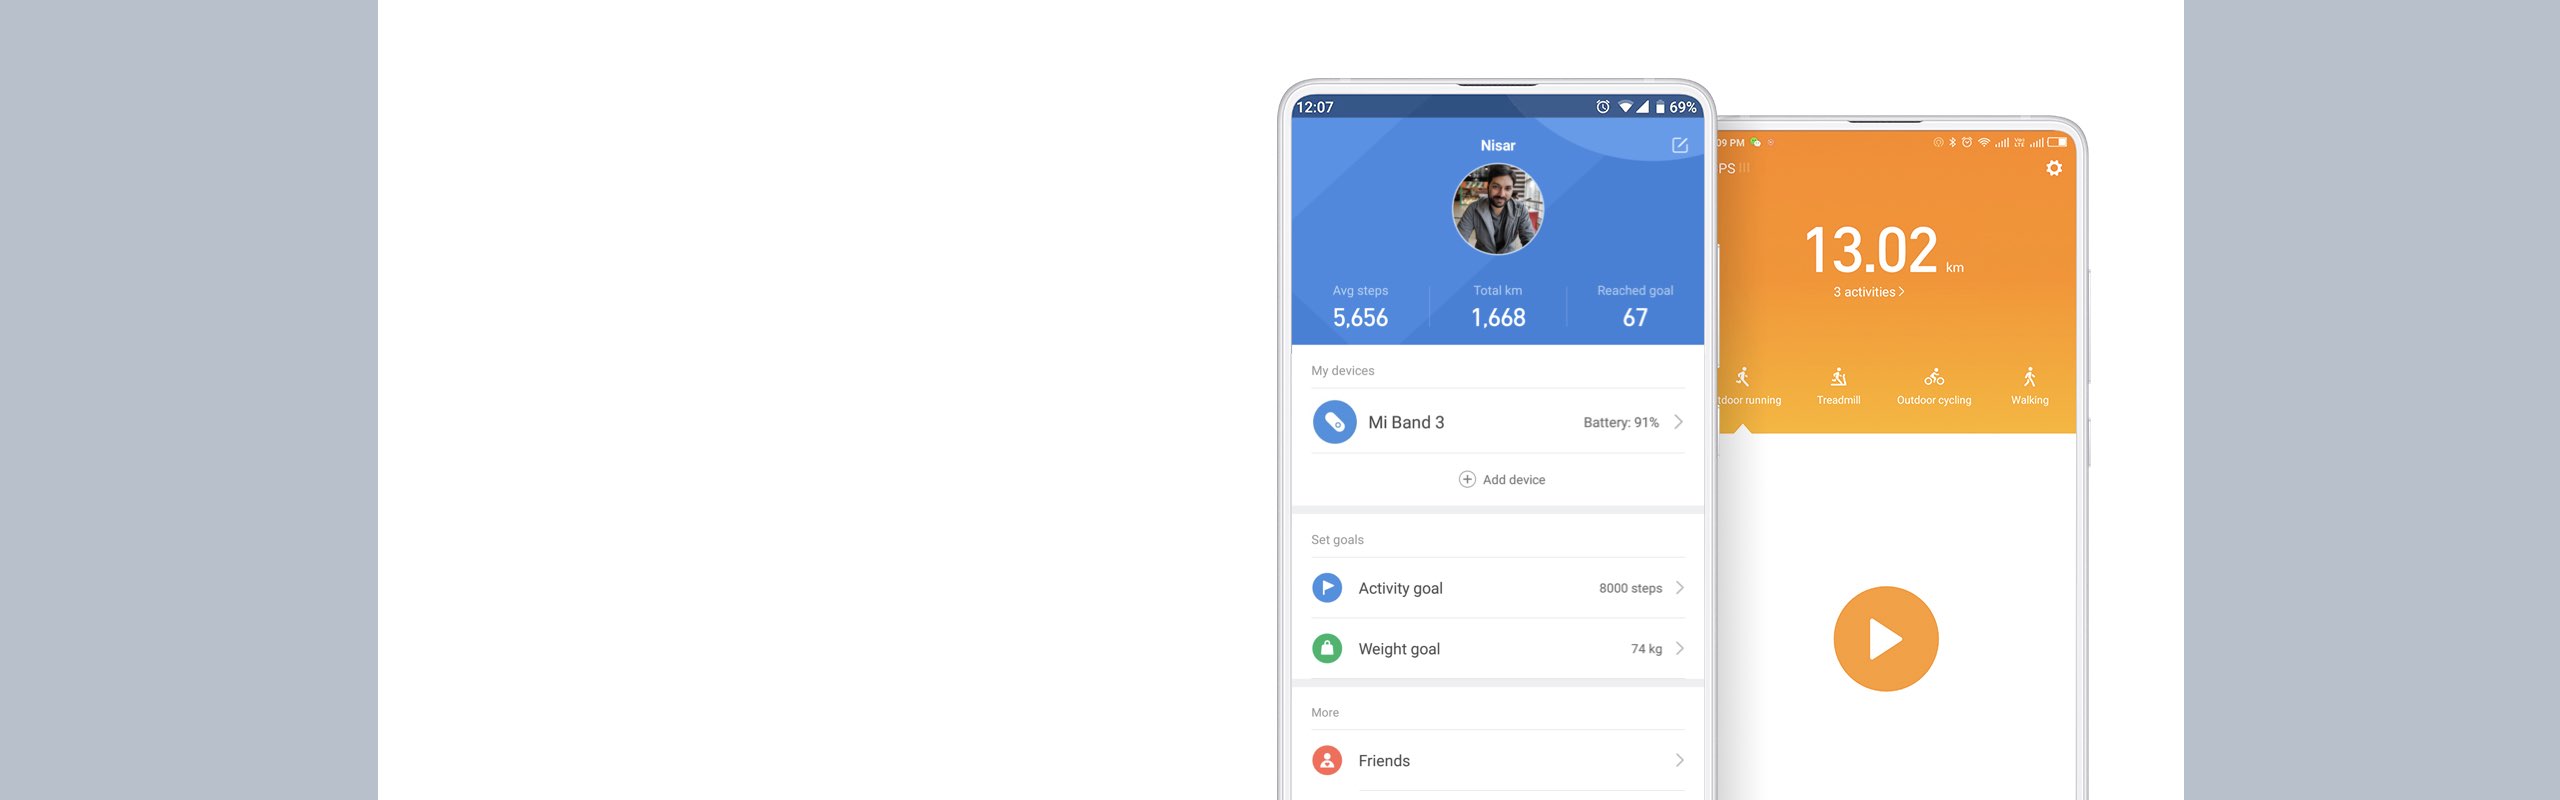 12:07
69%
Nisar
Avg steps
Total km
Reached goal
5,656
1,668
67
My devices
Mi Band 3
Battery: 91%
Add device
Set goals
Activity goal
8000 steps
Weight goal
74 kg
More
Friends
09 PM
PS
13.02 km
3 activities
tdoor running
Treadmill
Outdoor cycling
Walking